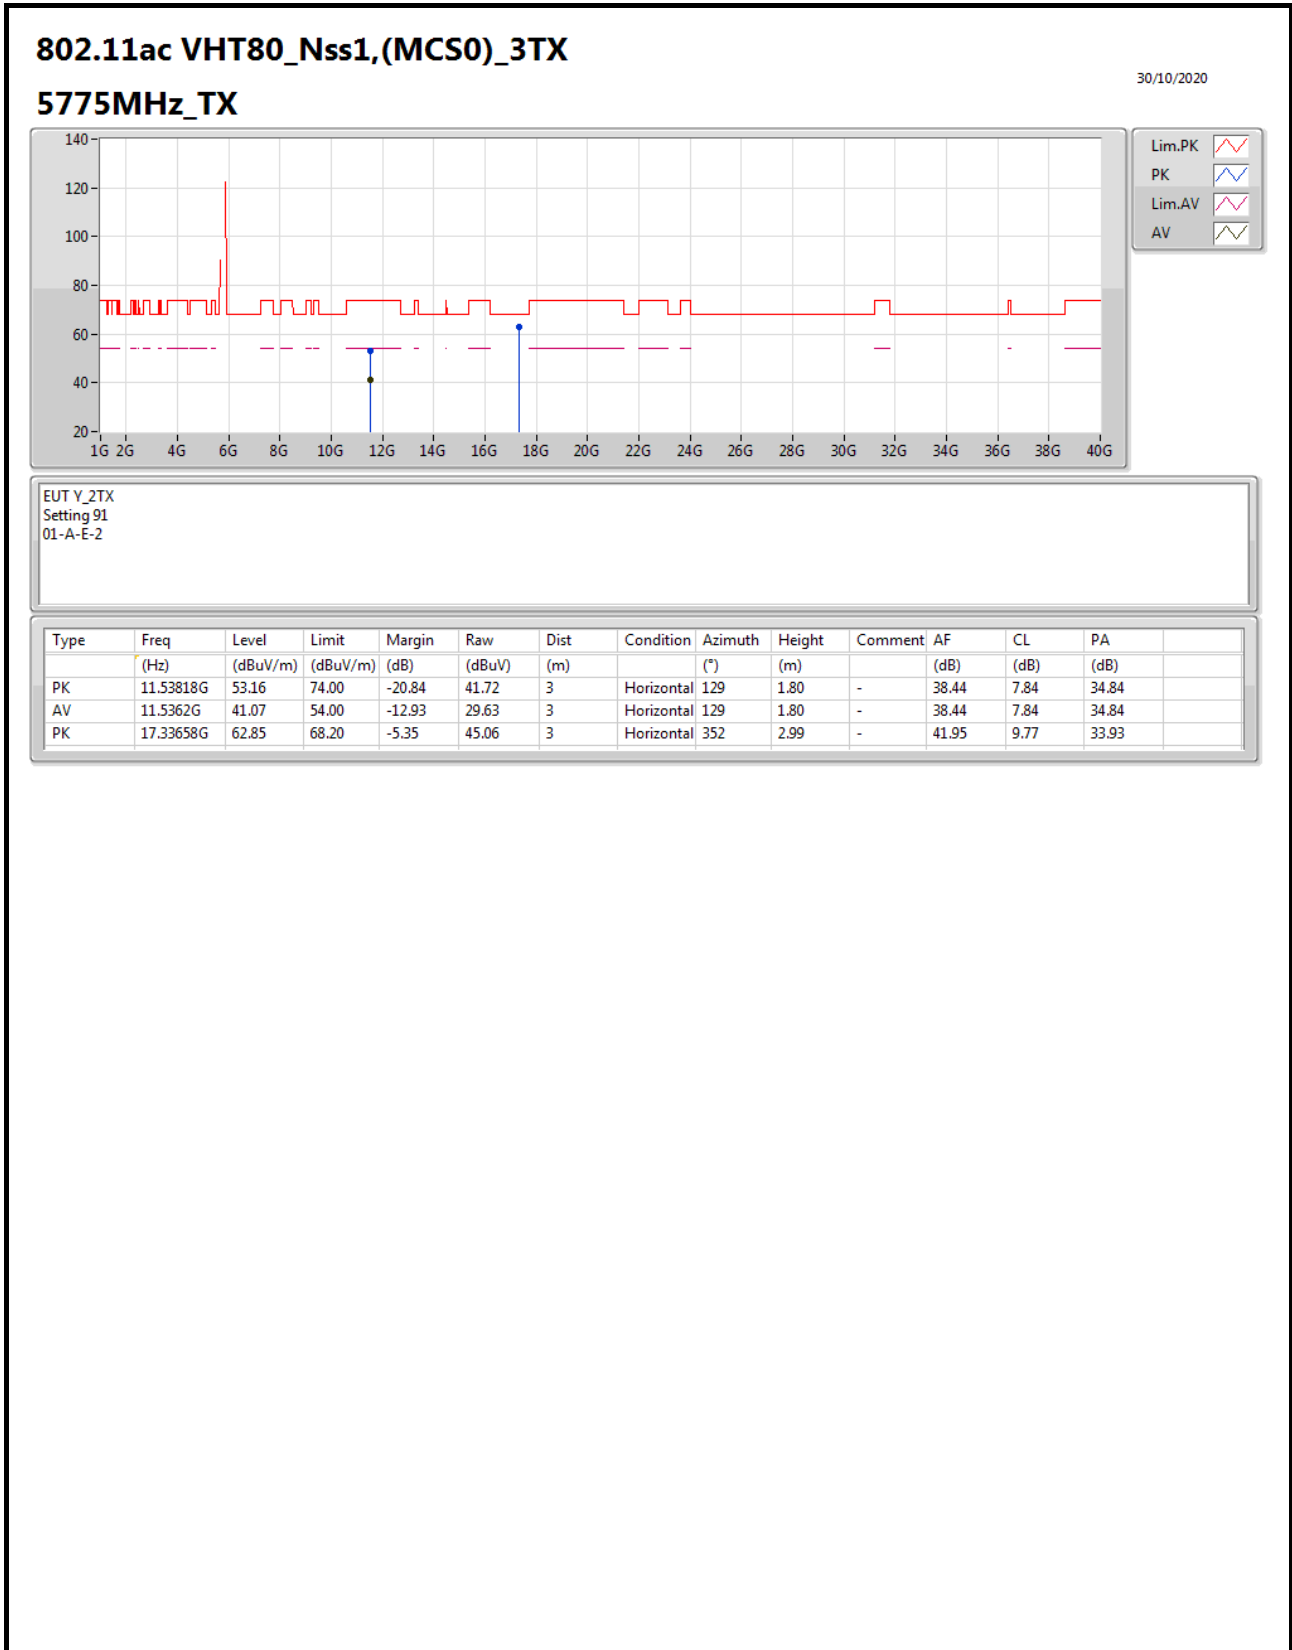 802.11ac VHT80_Nss1,(MCS0)_3TX
30/10/2020
5775MHz_TX
140
120
100
80
60
40
20
1G 2G 4G 6G 8G 10G 12G 14G 16G 18G 20G 22G 24G 26G 28G 30G 32G 34G 36G 38G 40G
Lim.PK
PK
Lim.AV
AV
EUT Y_2TX
Setting 91
01-A-E-2
Type Freq Level Limit Margin Raw Dist Condition Azimuth Height Comment AF CL PA
(Hz) (dBuV/m) (dBuV/m) (dB) (dBuV) (m) (°) (m) (dB) (dB) (dB)
PK 11.53818G 53.16 74.00 -20.84 41.72 3 Horizontal 129 1.80 - 38.44 7.84 34.84
AV 11.5362G 41.07 54.00 -12.93 29.63 3 Horizontal 129 1.80 - 38.44 7.84 34.84
PK 17.33658G 62.85 68.20 -5.35 45.06 3 Horizontal 352 2.99 - 41.95 9.77 33.93